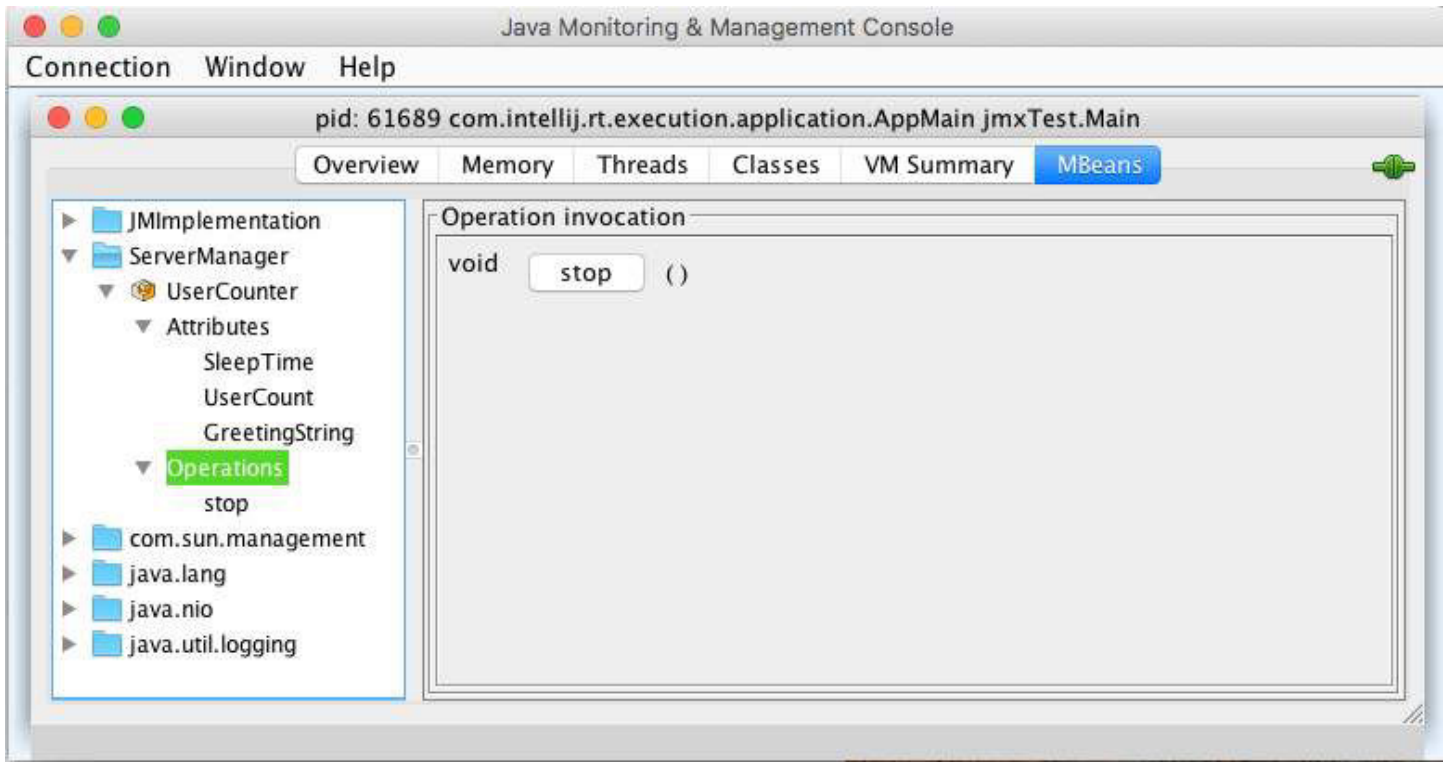 Java Monitoring & Management Console
Connection Window Help
pid: 61689 com.intellij.rt.execution.application.AppMain jmxTest.Main
Overview Memory Threads Classes VM Summary MBeans
JMImplementation
ServerManager
UserCounter
Attributes
SleepTime
UserCount
GreetingString
Operations
stop
com.sun.management
java.lang
java.nio
java.util.logging
Operation invocation
void stop ()